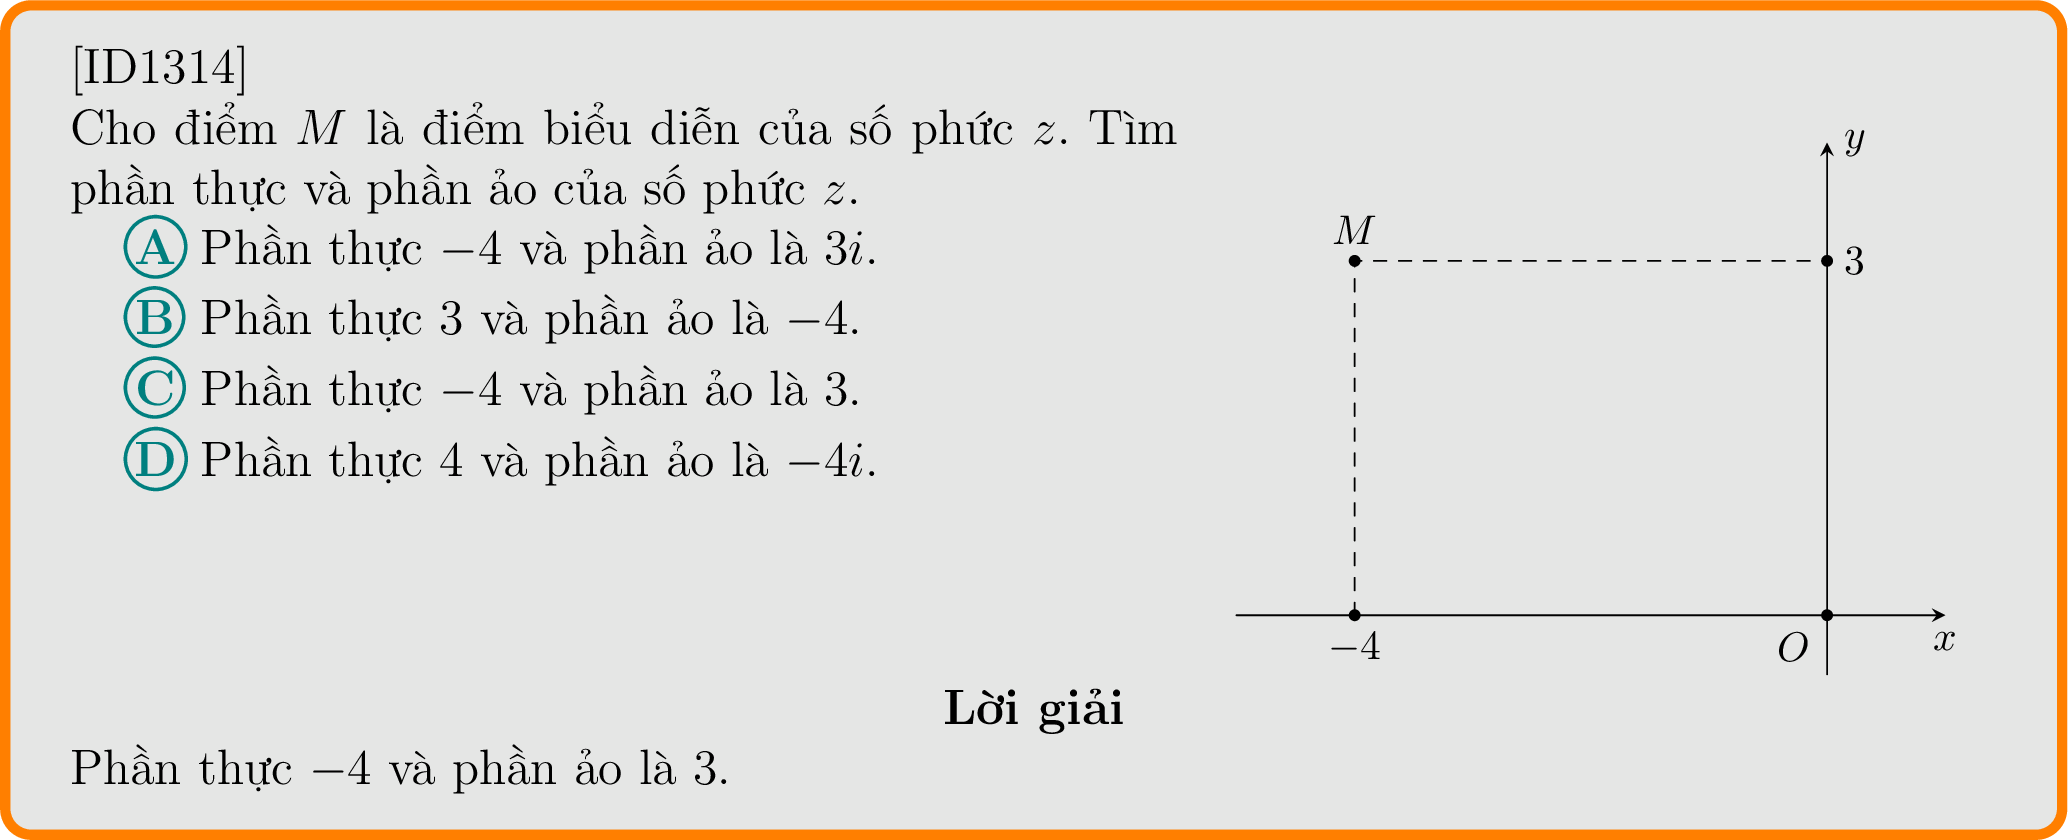 [ID1314]
Cho điểm M là điểm biểu diễn của số phức z. Tìm
phần thực và phần ảo của số phức z.
A Phần thực −4 và phần ảo là 3i.
B Phần thực 3 và phần ảo là −4.
C Phần thực −4 và phần ảo là 3.
D Phần thực 4 và phần ảo là −4i.
y
M
3
−4
O
x
Lời giải
Phần thực −4 và phần ảo là 3.